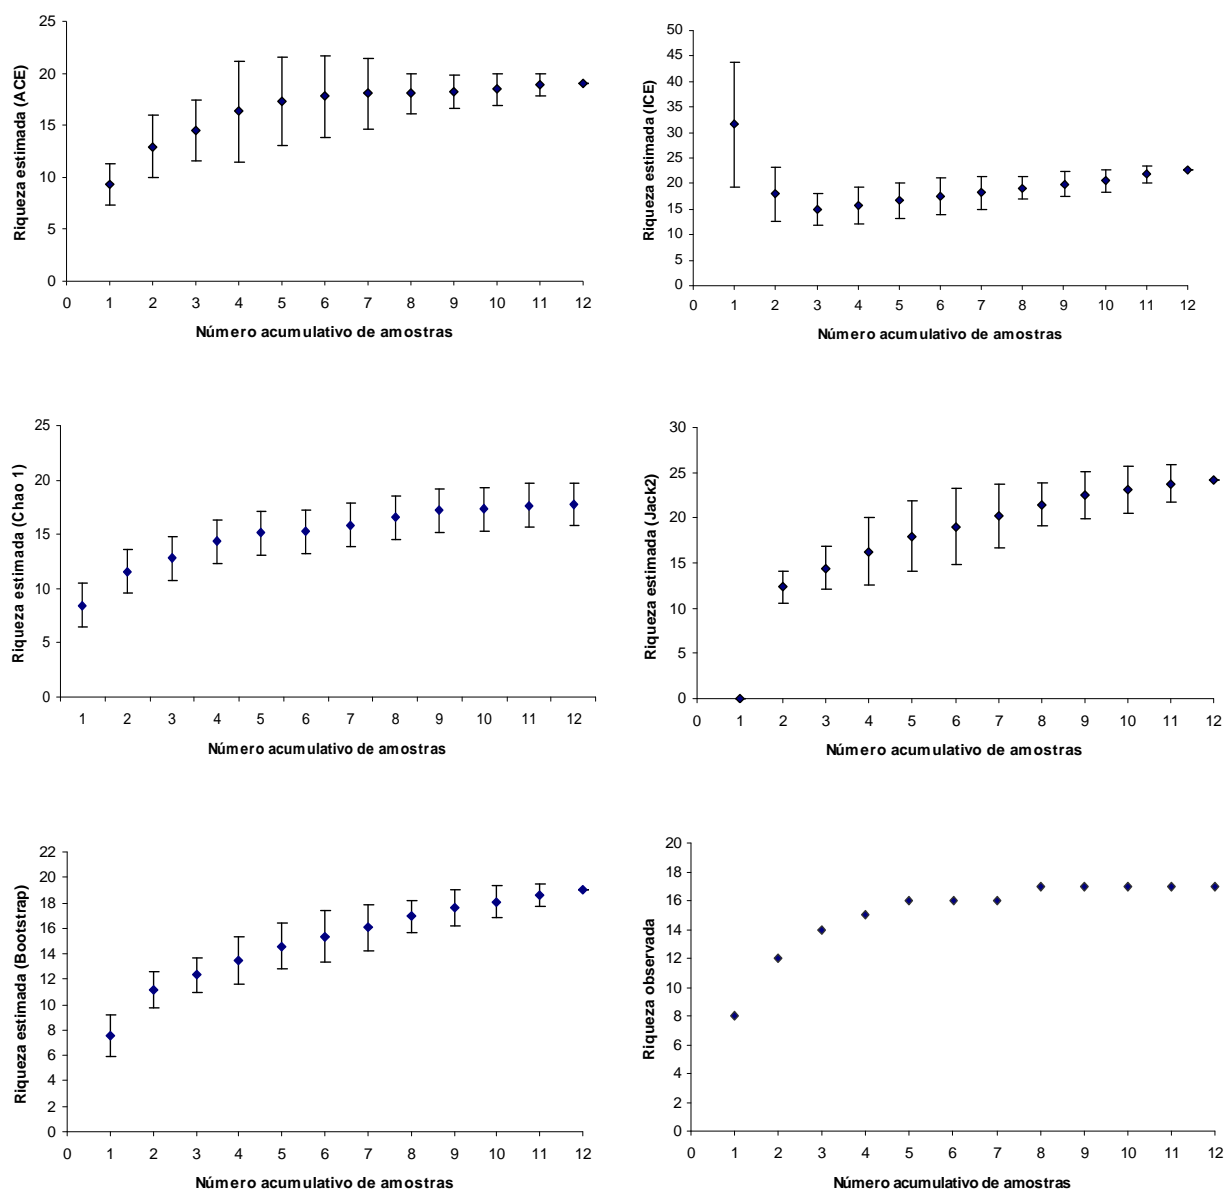 25
20
15
10
5
0
Riqueza estimada (ACE)
0 1 2 3 4 5 6 7 8 9 10 11 12
Número acumulativo de amostras
50
45
40
35
30
25
20
15
10
5
0
Riqueza estimada (ICE)
0 1 2 3 4 5 6 7 8 9 10 11 12
Número acumulativo de amostras
25
20
15
10
5
0
Riqueza estimada (Chao 1)
1 2 3 4 5 6 7 8 9 10 11 12
Número acumulativo de amostras
30
25
20
15
10
5
0
Riqueza estimada (Jack2)
0 1 2 3 4 5 6 7 8 9 10 11 12
Número acumulativo de amostras
22
20
18
16
14
12
10
8
6
4
2
0
Riqueza estimada (Bootstrap)
0 1 2 3 4 5 6 7 8 9 10 11 12
Número acumulativo de amostras
20
18
16
14
12
10
8
6
4
2
0
Riqueza observada
0 1 2 3 4 5 6 7 8 9 10 11 12
Número acumulativo de amostras